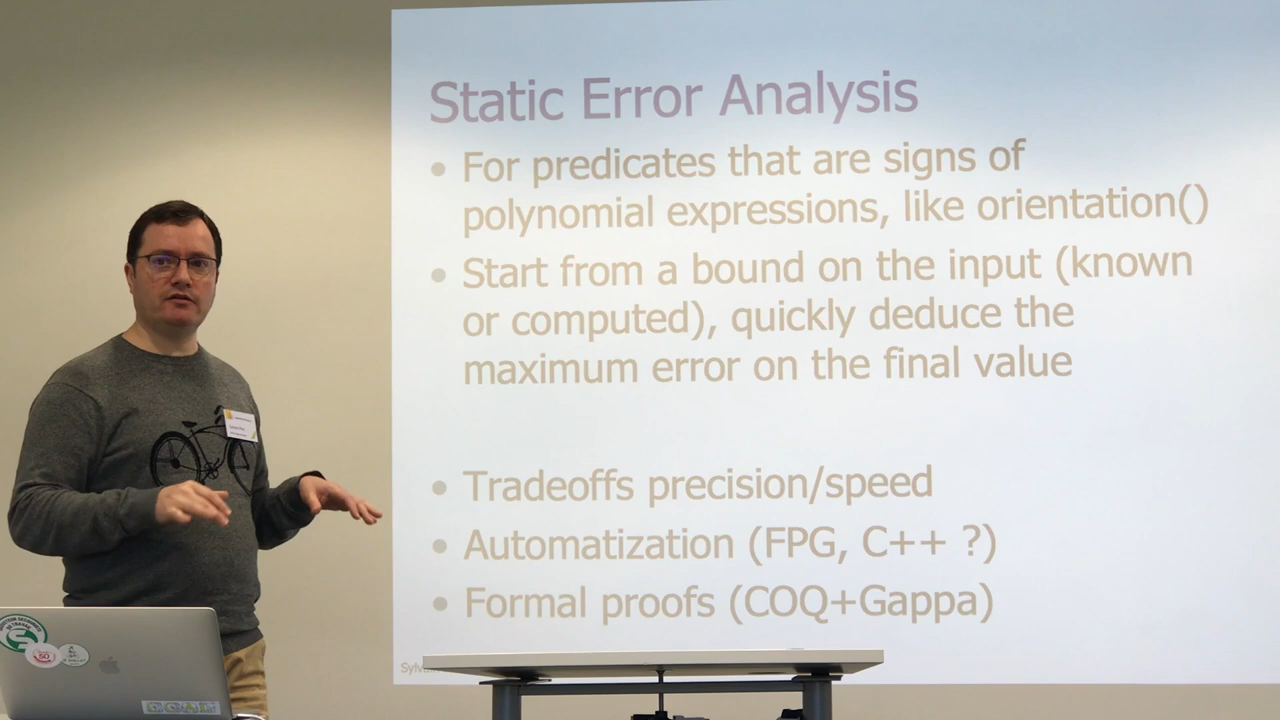 Static Error Analysis
• For predicates that are signs of
polynomial expressions, like orientation()
• Start from a bound on the input (known
or computed), quickly deduce the
maximum error on the final value
• Tradeoffs precision/speed
• Automatization (FPG, C++ ?)
• Formal proofs (COQ+Gappa)